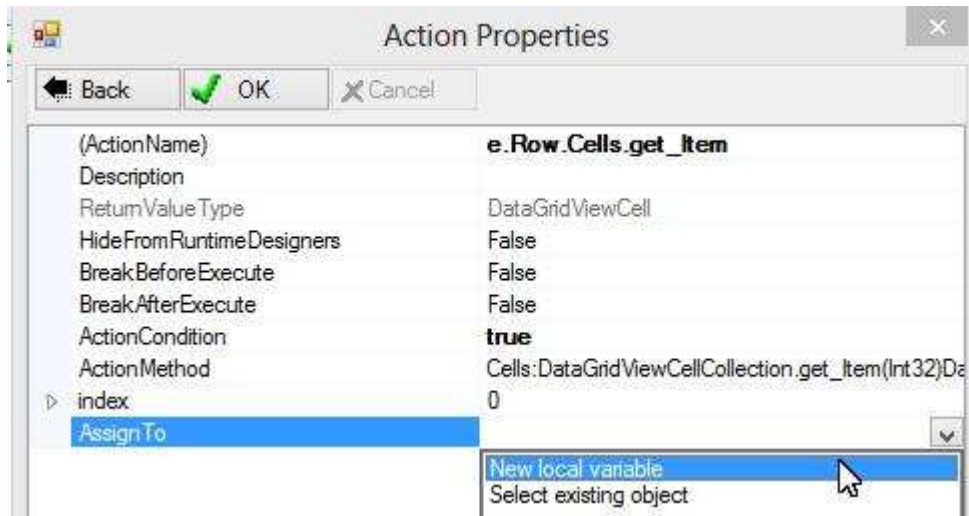 Action Properties
Back OK Cancel
(ActionName) e.Row.Cells.get_Item
Description
ReturnValueType DataGridViewCell
HideFromRuntimeDesigners False
BreakBeforeExecute False
BreakAfterExecute False
ActionCondition true
ActionMethod Cells:DataGridViewCellCollection.get_Item(Int32)Da
index 0
AssignTo
New local variable
Select existing object